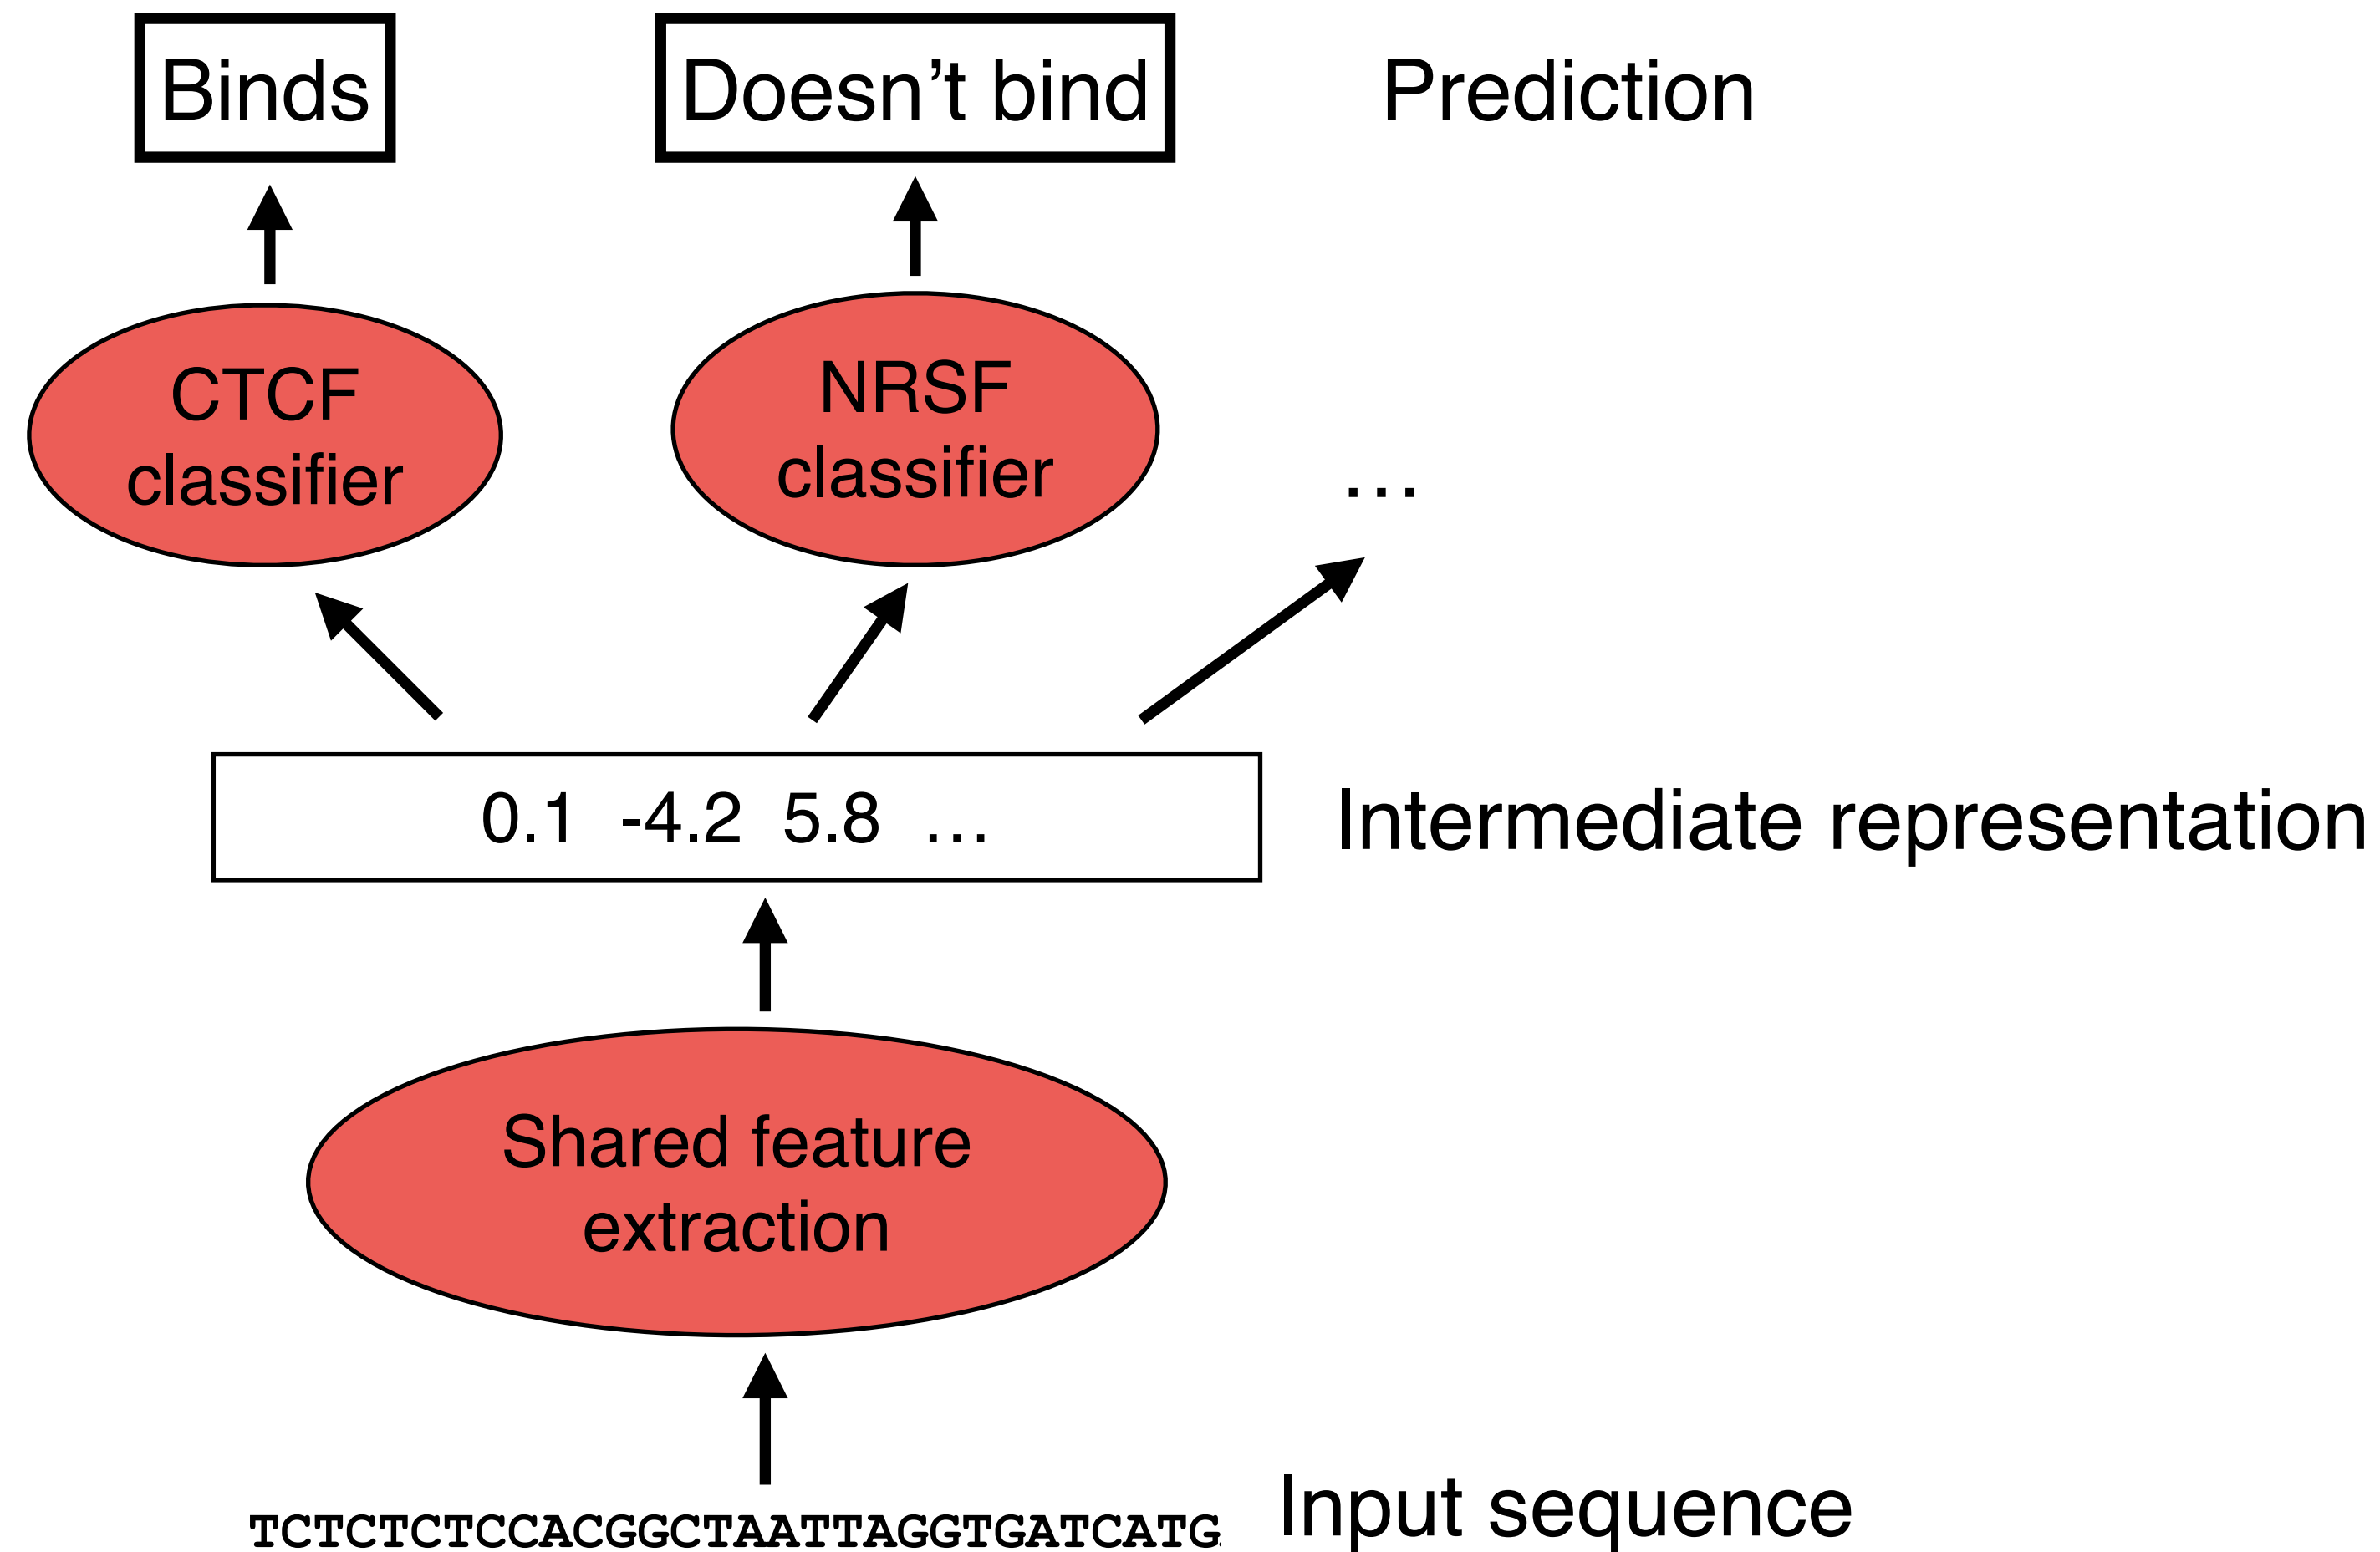 Binds Doesn't bind Prediction
CTCF
classifier
NRSF
classifier
…
0.1 -4.2 5.8 … Intermediate representation
Shared feature
extraction
TCTCTCTCCACGGCTAATTAGGTGATCATG Input sequence